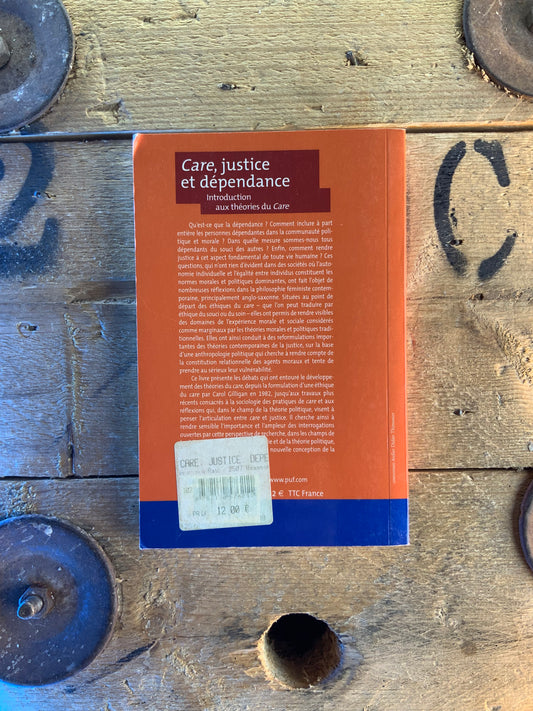 2
C
Care, justice
et dépendance
Introduction
aux théories du Care
Qu'est-ce que la dépendance ? Comment inclure à part
entière les personnes dépendantes dans la communauté poli-
tique et morale ? Dans quelle mesure sommes-nous tous
dépendants du souci des autres ? Enfin, comment rendre
justice à cet aspect fondamental de toute vie humaine ? Ces
questions, qui n'ont rien d'évident dans des sociétés où l'auto-
nomie individuelle et l'égalité entre individus constituent les
normes morales et politiques dominantes, ont fait l'objet de
nombreuses réflexions dans la philosophie féministe contem-
poraine, principalement anglo-saxonne. Situées au point de
départ des éthiques du care – que l'on peut traduire par
éthique du souci ou du soin – elles ont permis de rendre visibles
des domaines de l'expérience morale et sociale considérés
comme marginaux par les théories morales et politiques tradi-
tionnelles. Elles ont ainsi conduit à des reformulations impor-
tantes des théories contemporaines de la justice, sur la base
d'une anthropologie politique qui cherche à rendre compte de
la constitution relationnelle des agents moraux et tente de
prendre au sérieux leur vulnérabilité.
Ce livre présente les débats qui ont entouré le développe-
ment des théories du care, depuis la formulation d'une éthique
du care par Carol Gilligan en 1982, jusqu'aux travaux plus
récents consacrés à la sociologie des pratiques de care et aux
réflexions qui, dans le champ de la théorie politique, visent à
penser l'articulation entre care et justice. Il cherche ainsi à
rendre sensible l'importance et l'ampleur des interrogations
ouvertes par cette perspective de recherche, dans les champs de
e et de la théorie politique,
nouvelle conception de la
www.puf.com
2 € TTC France
CARE, JUSTICE DEPE
PRIX 12,00 €